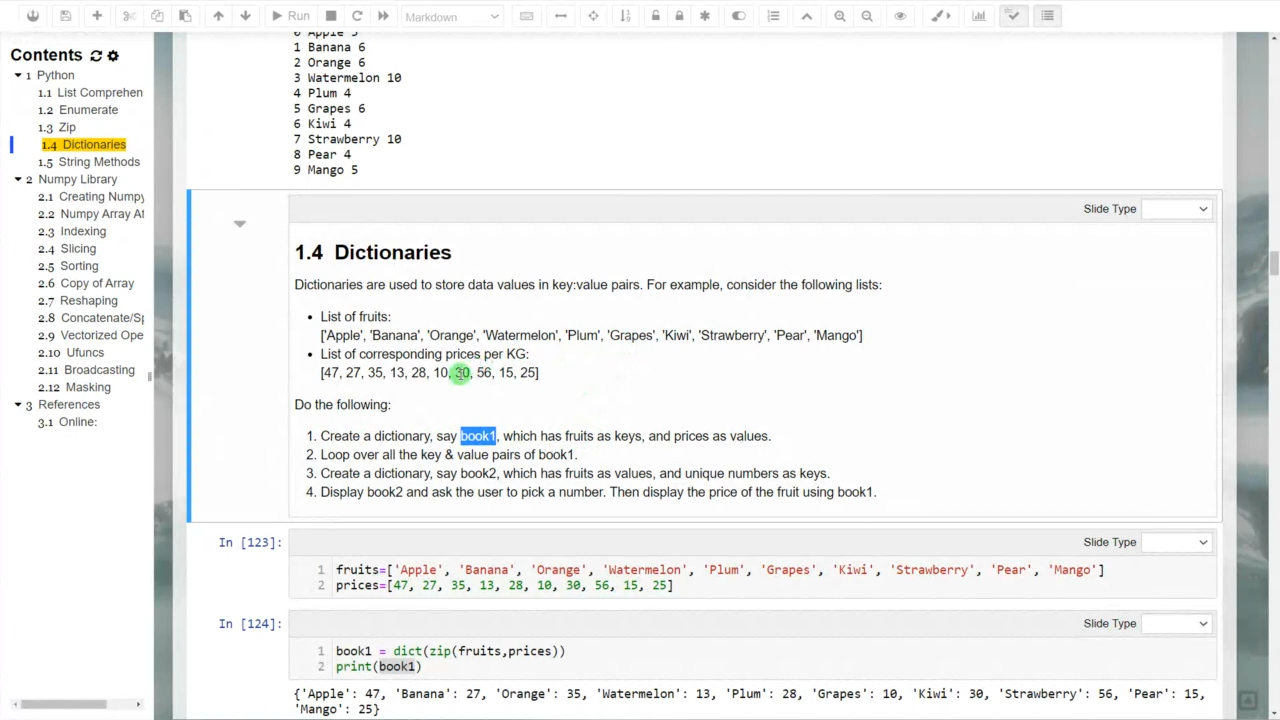 Run
Markdown
Contents
1 Python
1.1 List Comprehen
1.2 Enumerate
1.3 Zip
1.4 Dictionaries
1.5 String Methods
2 Numpy Library
2.1 Creating Numpy
2.2 Numpy Array At
2.3 Indexing
2.4 Slicing
2.5 Sorting
2.6 Copy of Array
2.7 Reshaping
2.8 Concatenate/Sp
2.9 Vectorized Ope
2.10 Ufuncs
2.11 Broadcasting
2.12 Masking
3 References
3.1 Online:
0 Apple 5
1 Banana 6
2 Orange 6
3 Watermelon 10
4 Plum 4
5 Grapes 6
6 Kiwi 4
7 Strawberry 10
8 Pear 4
9 Mango 5
Slide Type
1.4 Dictionaries
Dictionaries are used to store data values in key:value pairs. For example, consider the following lists:
• List of fruits:
['Apple', 'Banana', 'Orange', 'Watermelon', 'Plum', 'Grapes', 'Kiwi', 'Strawberry', 'Pear', 'Mango']
• List of corresponding prices per KG:
[47, 27, 35, 13, 28, 10, 30, 56, 15, 25]
Do the following:
1. Create a dictionary, say book1, which has fruits as keys, and prices as values.
2. Loop over all the key & value pairs of book1.
3. Create a dictionary, say book2, which has fruits as values, and unique numbers as keys.
4. Display book2 and ask the user to pick a number. Then display the price of the fruit using book1.
In [123]:
Slide Type
1 fruits=['Apple', 'Banana', 'Orange', 'Watermelon', 'Plum', 'Grapes', 'Kiwi', 'Strawberry', 'Pear', 'Mango']
2 prices=[47, 27, 35, 13, 28, 10, 30, 56, 15, 25]
In [124]:
Slide Type
1 book1 = dict(zip(fruits,prices))
2 print(book1)
{'Apple': 47, 'Banana': 27, 'Orange': 35, 'Watermelon': 13, 'Plum': 28, 'Grapes': 10, 'Kiwi': 30, 'Strawberry': 56, 'Pear': 15,
'Mango': 25}